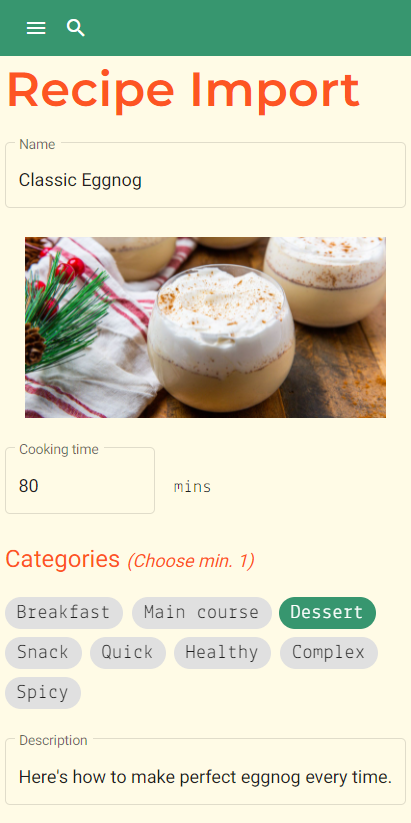 Recipe Import
Name
Classic Eggnog
Cooking time
80 mins
Categories (Choose min. 1)
Breakfast Main course Dessert
Snack Quick Healthy Complex
Spicy
Description
Here's how to make perfect eggnog every time.